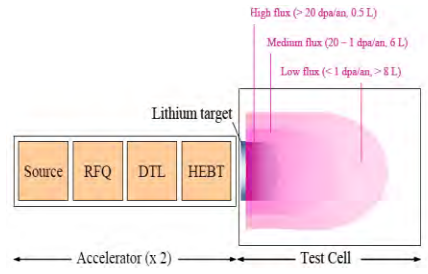 High flux (> 20 dpa/an, 0.5 L)
Medium flux (20 – 1 dpa/an, 6 L)
Low flux (< 1 dpa/an, > 8 L)
Lithium target
Source RFQ DTL HEBT
Accelerator (x 2) Test Cell